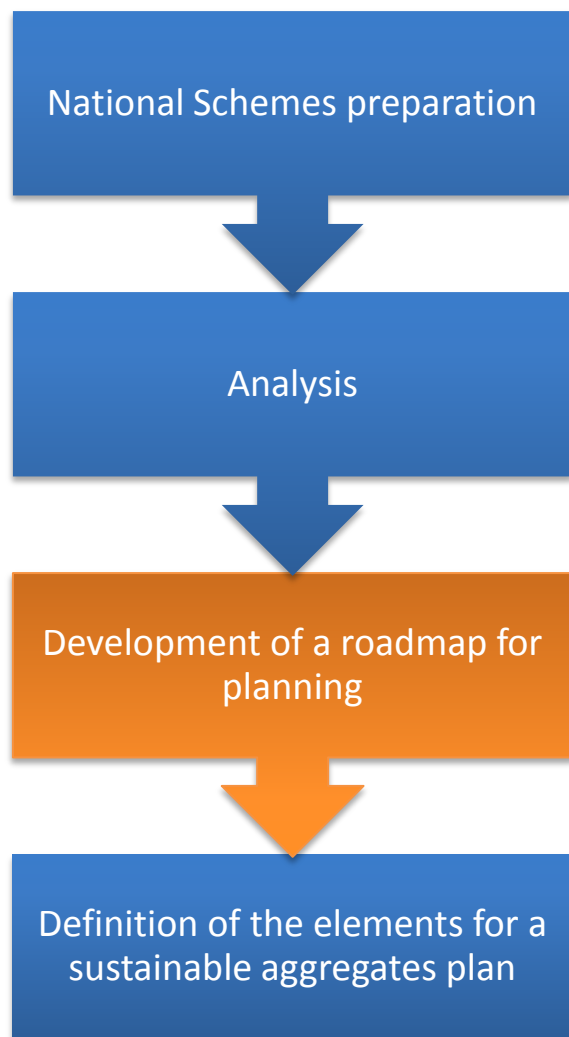 National Schemes preparation
Analysis
Development of a roadmap for
planning
Definition of the elements for a
sustainable aggregates plan